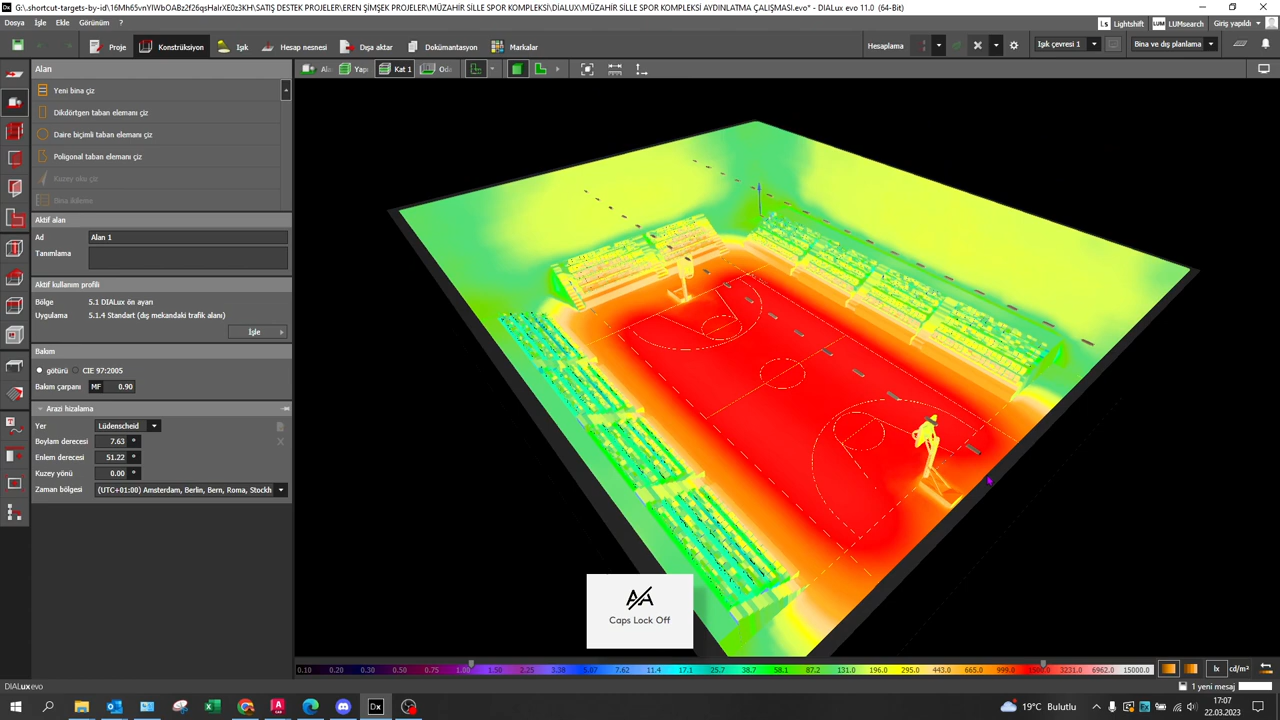 G:\.shortcut-targets-by-id\16Mh65vnYIWbOABz2f26qsHaIrXE0z3KH\SATIŞ DESTEK PROJELER\EREN ŞİMŞEK PROJELER\MÜZAHİR SİLLE SPOR KOMPLEKSİ\DIALUX\MÜZAHİR SİLLE SPOR KOMPLEKSİ AYDINLATMA ÇALIŞMASI.evo* - DIALux evo 11.0 (64-Bit)
Dosya İşle Ekle Görünüm ?
Ls Lightshift LUM LUMsearch Giriş yapıldı
Proje Konstrüksiyon Işık Hesap nesnesi Dışa aktar Dokümantasyon Markalar
Hesaplama Işık çevresi 1 Bina ve dış planlama
Alan
Yapı Kat 1 Oda
Yeni bina çiz
Dikdörtgen taban elemanı çiz
Daire biçimli taban elemanı çiz
Poligonal taban elemanı çiz
Kuzey oku çiz
Bina Ademe
Aktif alan
Ad Alan 1
Tanımlama
Aktif kullanım profili
Bölge 5.1 DIALux ön ayarı
Uygulama 5.1.4 Standart (dış mekandaki trafik alanı)
İşle
Bakım
götürü CIE 97:2005
Bakım çarpanı MF 0.90
Arazi hizalama
Yer Lüdenscheid
Boylam derecesi 7.63 °
Enlem derecesi 51.22 °
Kuzey yönü 0.00 °
Zaman bölgesi (UTC+01:00) Amsterdam, Berlin, Bern, Roma, Stockh
Caps Lock Off
0.10 0.20 0.30 0.50 0.75 1.00 1.50 2.25 3.38 5.07 7.62 11.4 17.1 25.7 38.7 58.1 87.2 131.0 196.0 295.0 443.0 665.0 999.0 1500.0 3231.0 6962.0 15000.0 lx cd/m²
DIALux evo
1 yeni mesaj
19°C Bulutlu
17:07
22.03.2023